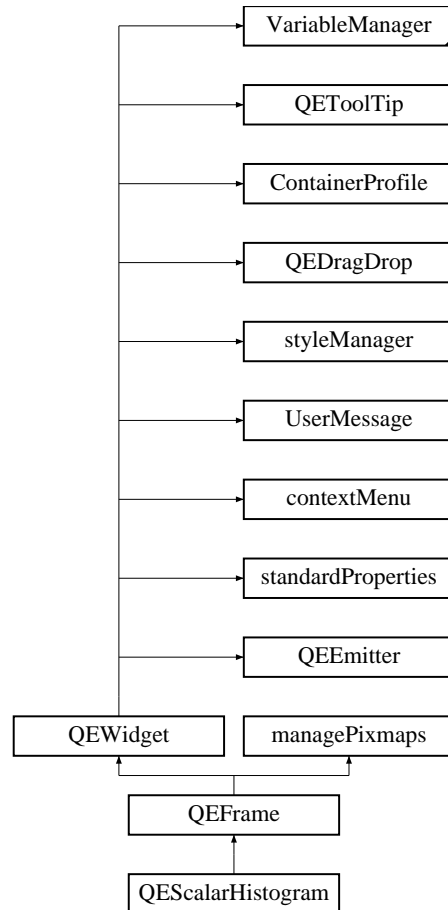 VariableManager
QEToolTip
ContainerProfile
QEDragDrop
styleManager
UserMessage
contextMenu
standardProperties
QEEmitter
QEWidget
managePixmaps
QEFrame
QEScalarHistogram